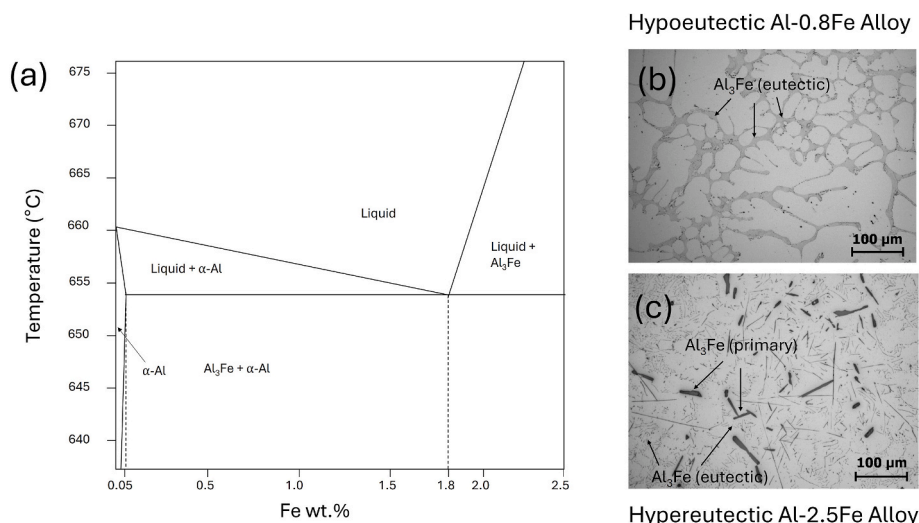 Hypoeutectic Al-0.8Fe Alloy
(a)
675
670
665
660
655
650
645
640
Temperature (°C)
Liquid
Liquid + α-Al
Liquid +
Al₃Fe
α-Al
Al₃Fe + α-Al
0.05
0.5
1.0
1.5
1.8
2.0
2.5
Fe wt.%
(b)
Al₃Fe (eutectic)
100 µm
(c)
Al₃Fe (primary)
Al₃Fe (eutectic)
100 µm
Hypereutectic Al-2.5Fe Alloy